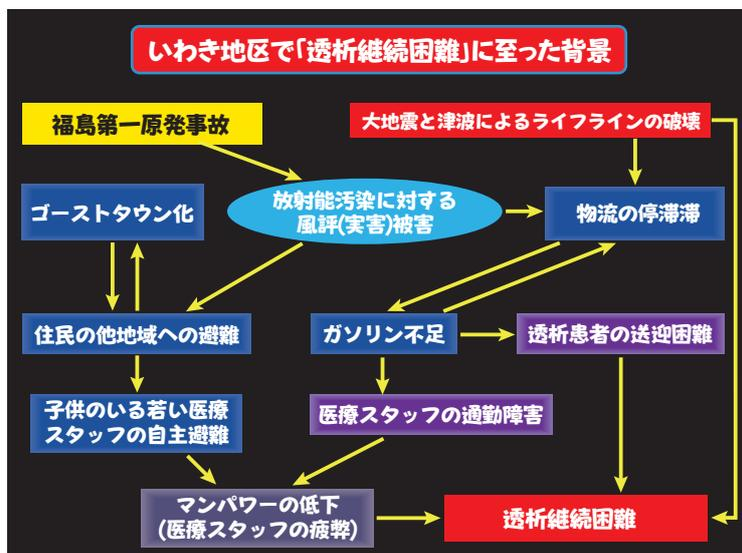 いわき地区で「透析継続困難」に至った背景
福島第一原発事故
大地震と津波によるライフラインの破壊
ゴーストタウン化
放射能汚染に対する
風評(実害)被害
物流の停滞滞
住民の他地域への避難
ガソリン不足
透析患者の送迎困難
子供のいる若い医療
スタッフの自主避難
医療スタッフの通勤障害
マンパワーの低下
(医療スタッフの疲弊)
透析継続困難